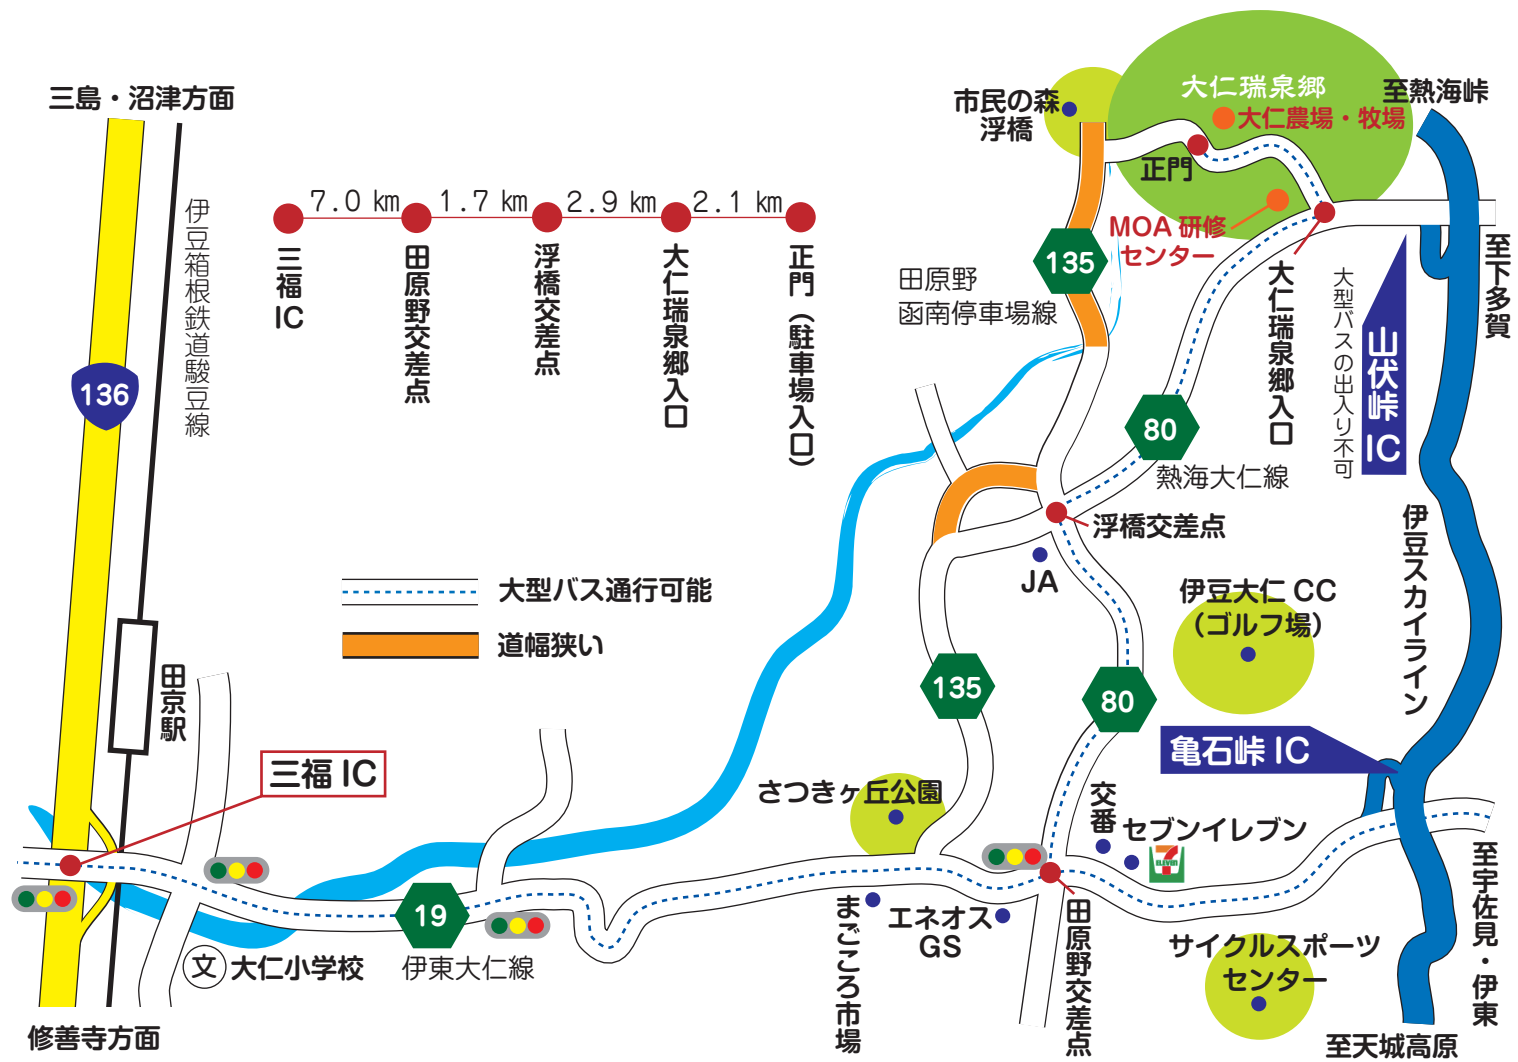 三島・沼津方面
伊豆箱根鉄道駿豆線
136
7.0 km
1.7 km
2.9 km
2.1 km
三福IC
田原野交差点
浮橋交差点
大仁瑞泉郷入口
正門（駐車場入口）
市民の森
浮橋
大仁瑞泉郷
大仁農場・牧場
正門
MOA 研修
センター
至熱海峠
至下多賀
135
田原野
函南停車場線
大仁瑞泉郷入口
大型バスの出入り不可
山伏峠IC
80
熱海大仁線
浮橋交差点
JA
伊豆スカイライン
大型バス通行可能
道幅狭い
伊豆大仁 CC
（ゴルフ場）
135
80
亀石峠 IC
田京駅
三福 IC
さつきヶ丘公園
交番
セブンイレブン
7
ELEVEn
19
伊東大仁線
文
大仁小学校
まごころ市場
エネオス
GS
田原野交差点
サイクルスポーツ
センター
至宇佐見・伊東
至天城高原
修善寺方面